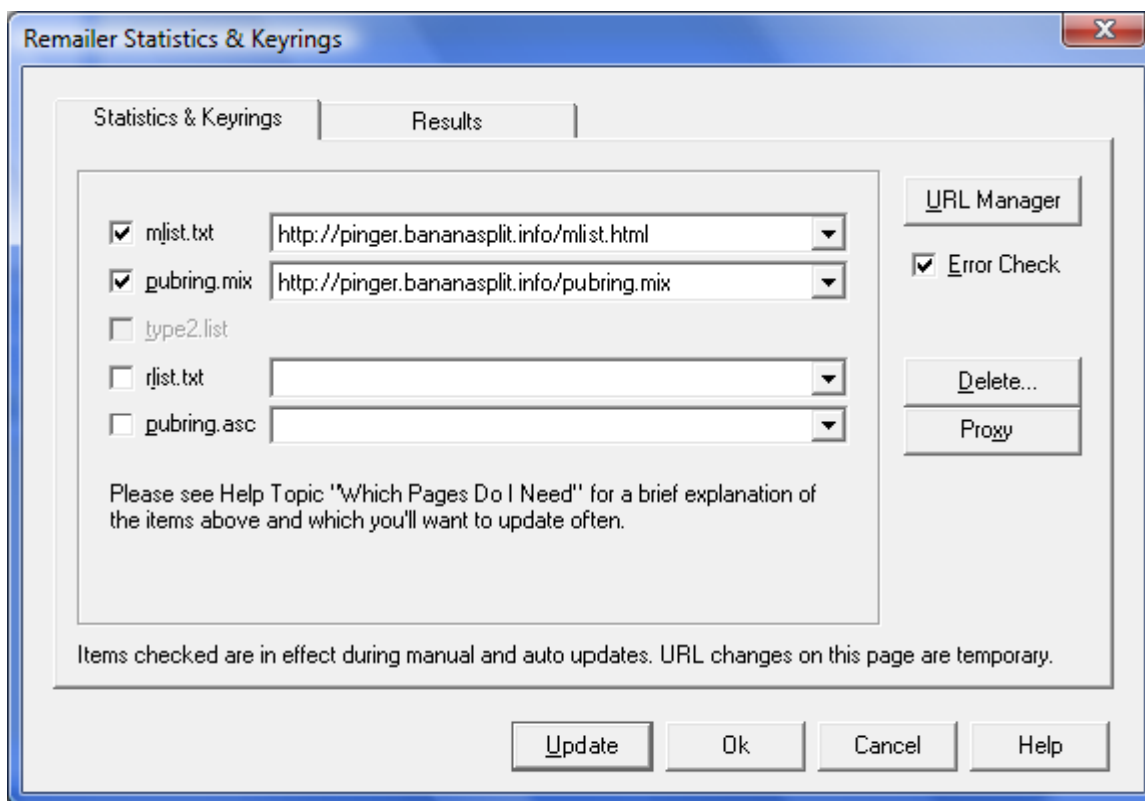 Remailer Statistics & Keyrings
X
Statistics & Keyrings
Results
mlist.txt
http://pinger.bananasplit.info/mlist.html
URL Manager
pubring.mix
http://pinger.bananasplit.info/pubring.mix
Error Check
type2.list
rlist.txt
Delete...
pubring.asc
Proxy
Please see Help Topic "Which Pages Do I Need" for a brief explanation of
the items above and which you'll want to update often.
Items checked are in effect during manual and auto updates. URL changes on this page are temporary.
Update
Ok
Cancel
Help